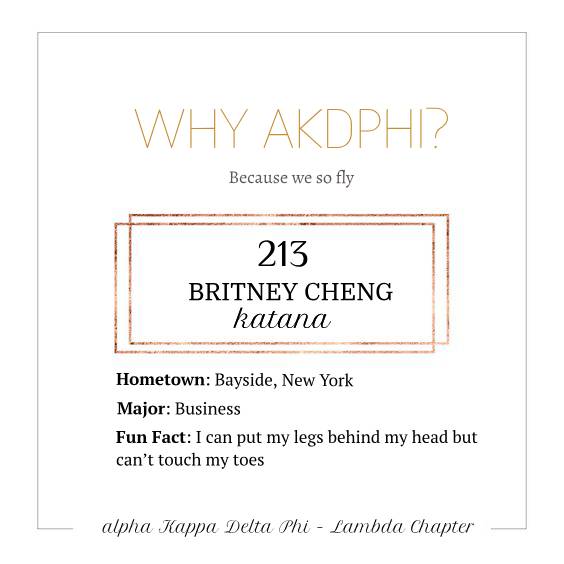 WHY AKDPHI?
Because we so fly
213
BRITNEY CHENG
katana
Hometown: Bayside, New York
Major: Business
Fun Fact: I can put my legs behind my head but
can't touch my toes
alpha Kappa Delta Phi - Lambda Chapter